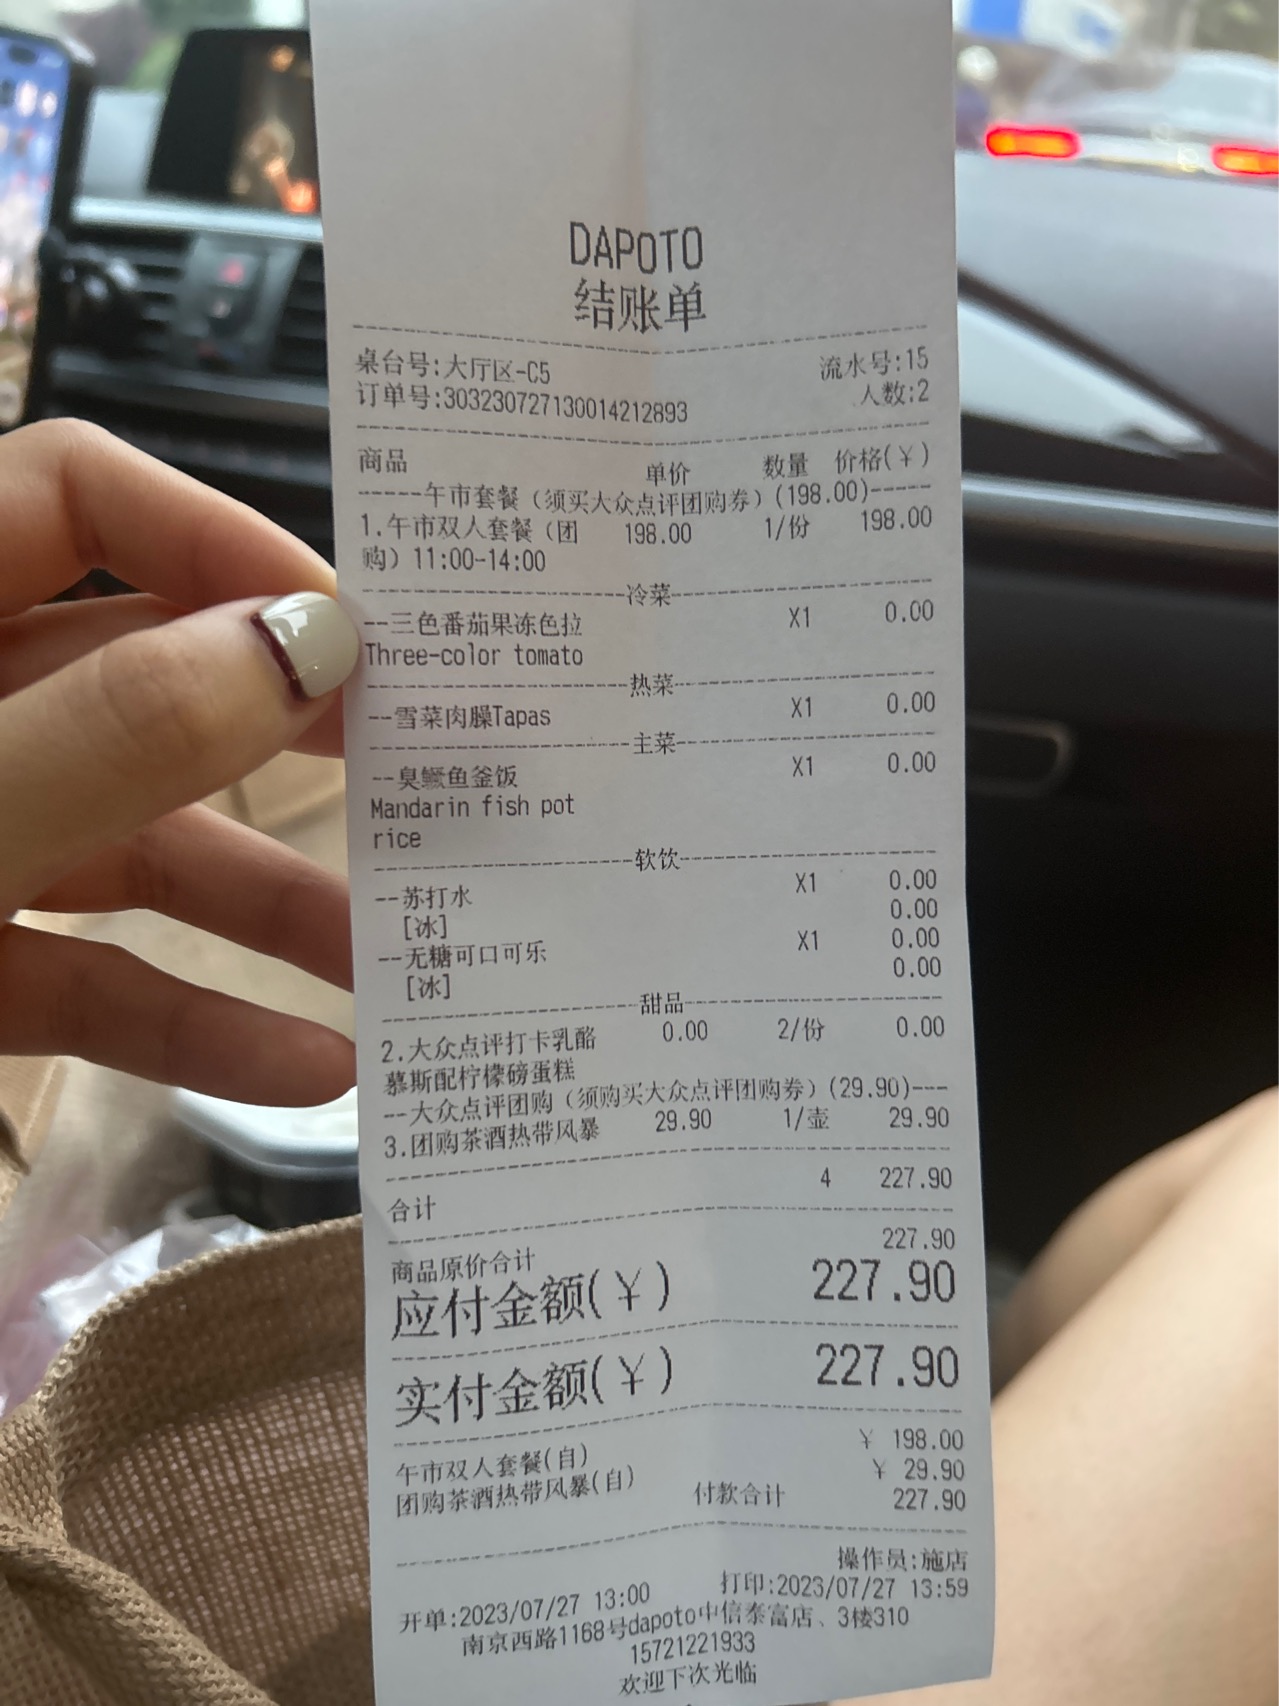 DAPOTO
结账单
桌台号:大厅区-C5 流水号:15
订单号:303230727130014212893 人数:2
商品 单价 数量 价格(¥)
------午市套餐（须买大众点评团购券）(198.00)-----
1.午市双人套餐（团 198.00 1/份 198.00
购）11:00-14:00
冷菜
--三色番茄果冻色拉 X1 0.00
Three-color tomato
热菜
--雪菜肉臊Tapas X1 0.00
主菜
--臭鳜鱼釜饭 X1 0.00
Mandarin fish pot
rice
软饮
--苏打水 X1 0.00
[冰] 0.00
--无糖可口可乐 X1 0.00
[冰] 0.00
甜品
2.大众点评打卡乳酪 0.00 2/份 0.00
慕斯配柠檬磅蛋糕
--大众点评团购（须购买大众点评团购券）(29.90)---
3.团购茶酒热带风暴 29.90 1/壶 29.90
合计 4 227.90
商品原价合计 227.90
应付金额(¥) 227.90
实付金额(¥) 227.90
午市双人套餐(自) ¥ 198.00
团购茶酒热带风暴(自) ¥ 29.90
付款合计 227.90
操作员:施店
开单:2023/07/27 13:00 打印:2023/07/27 13:59
南京西路1168号dapoto中信泰富店、3楼310
15721221933
欢迎下次光临